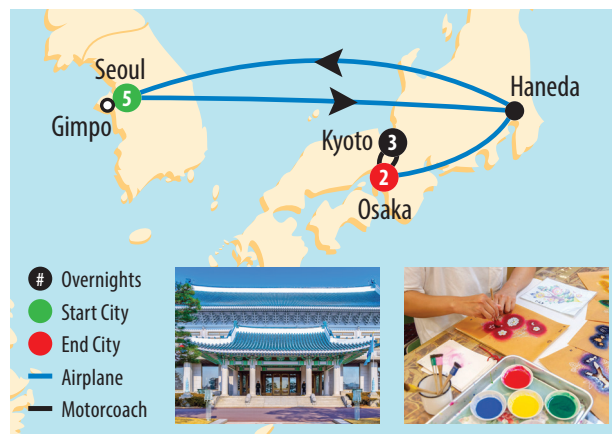 Seoul
5
Gimpo
Haneda
Kyoto
3
2
Osaka
# Overnights
Start City
End City
Airplane
Motorcoach